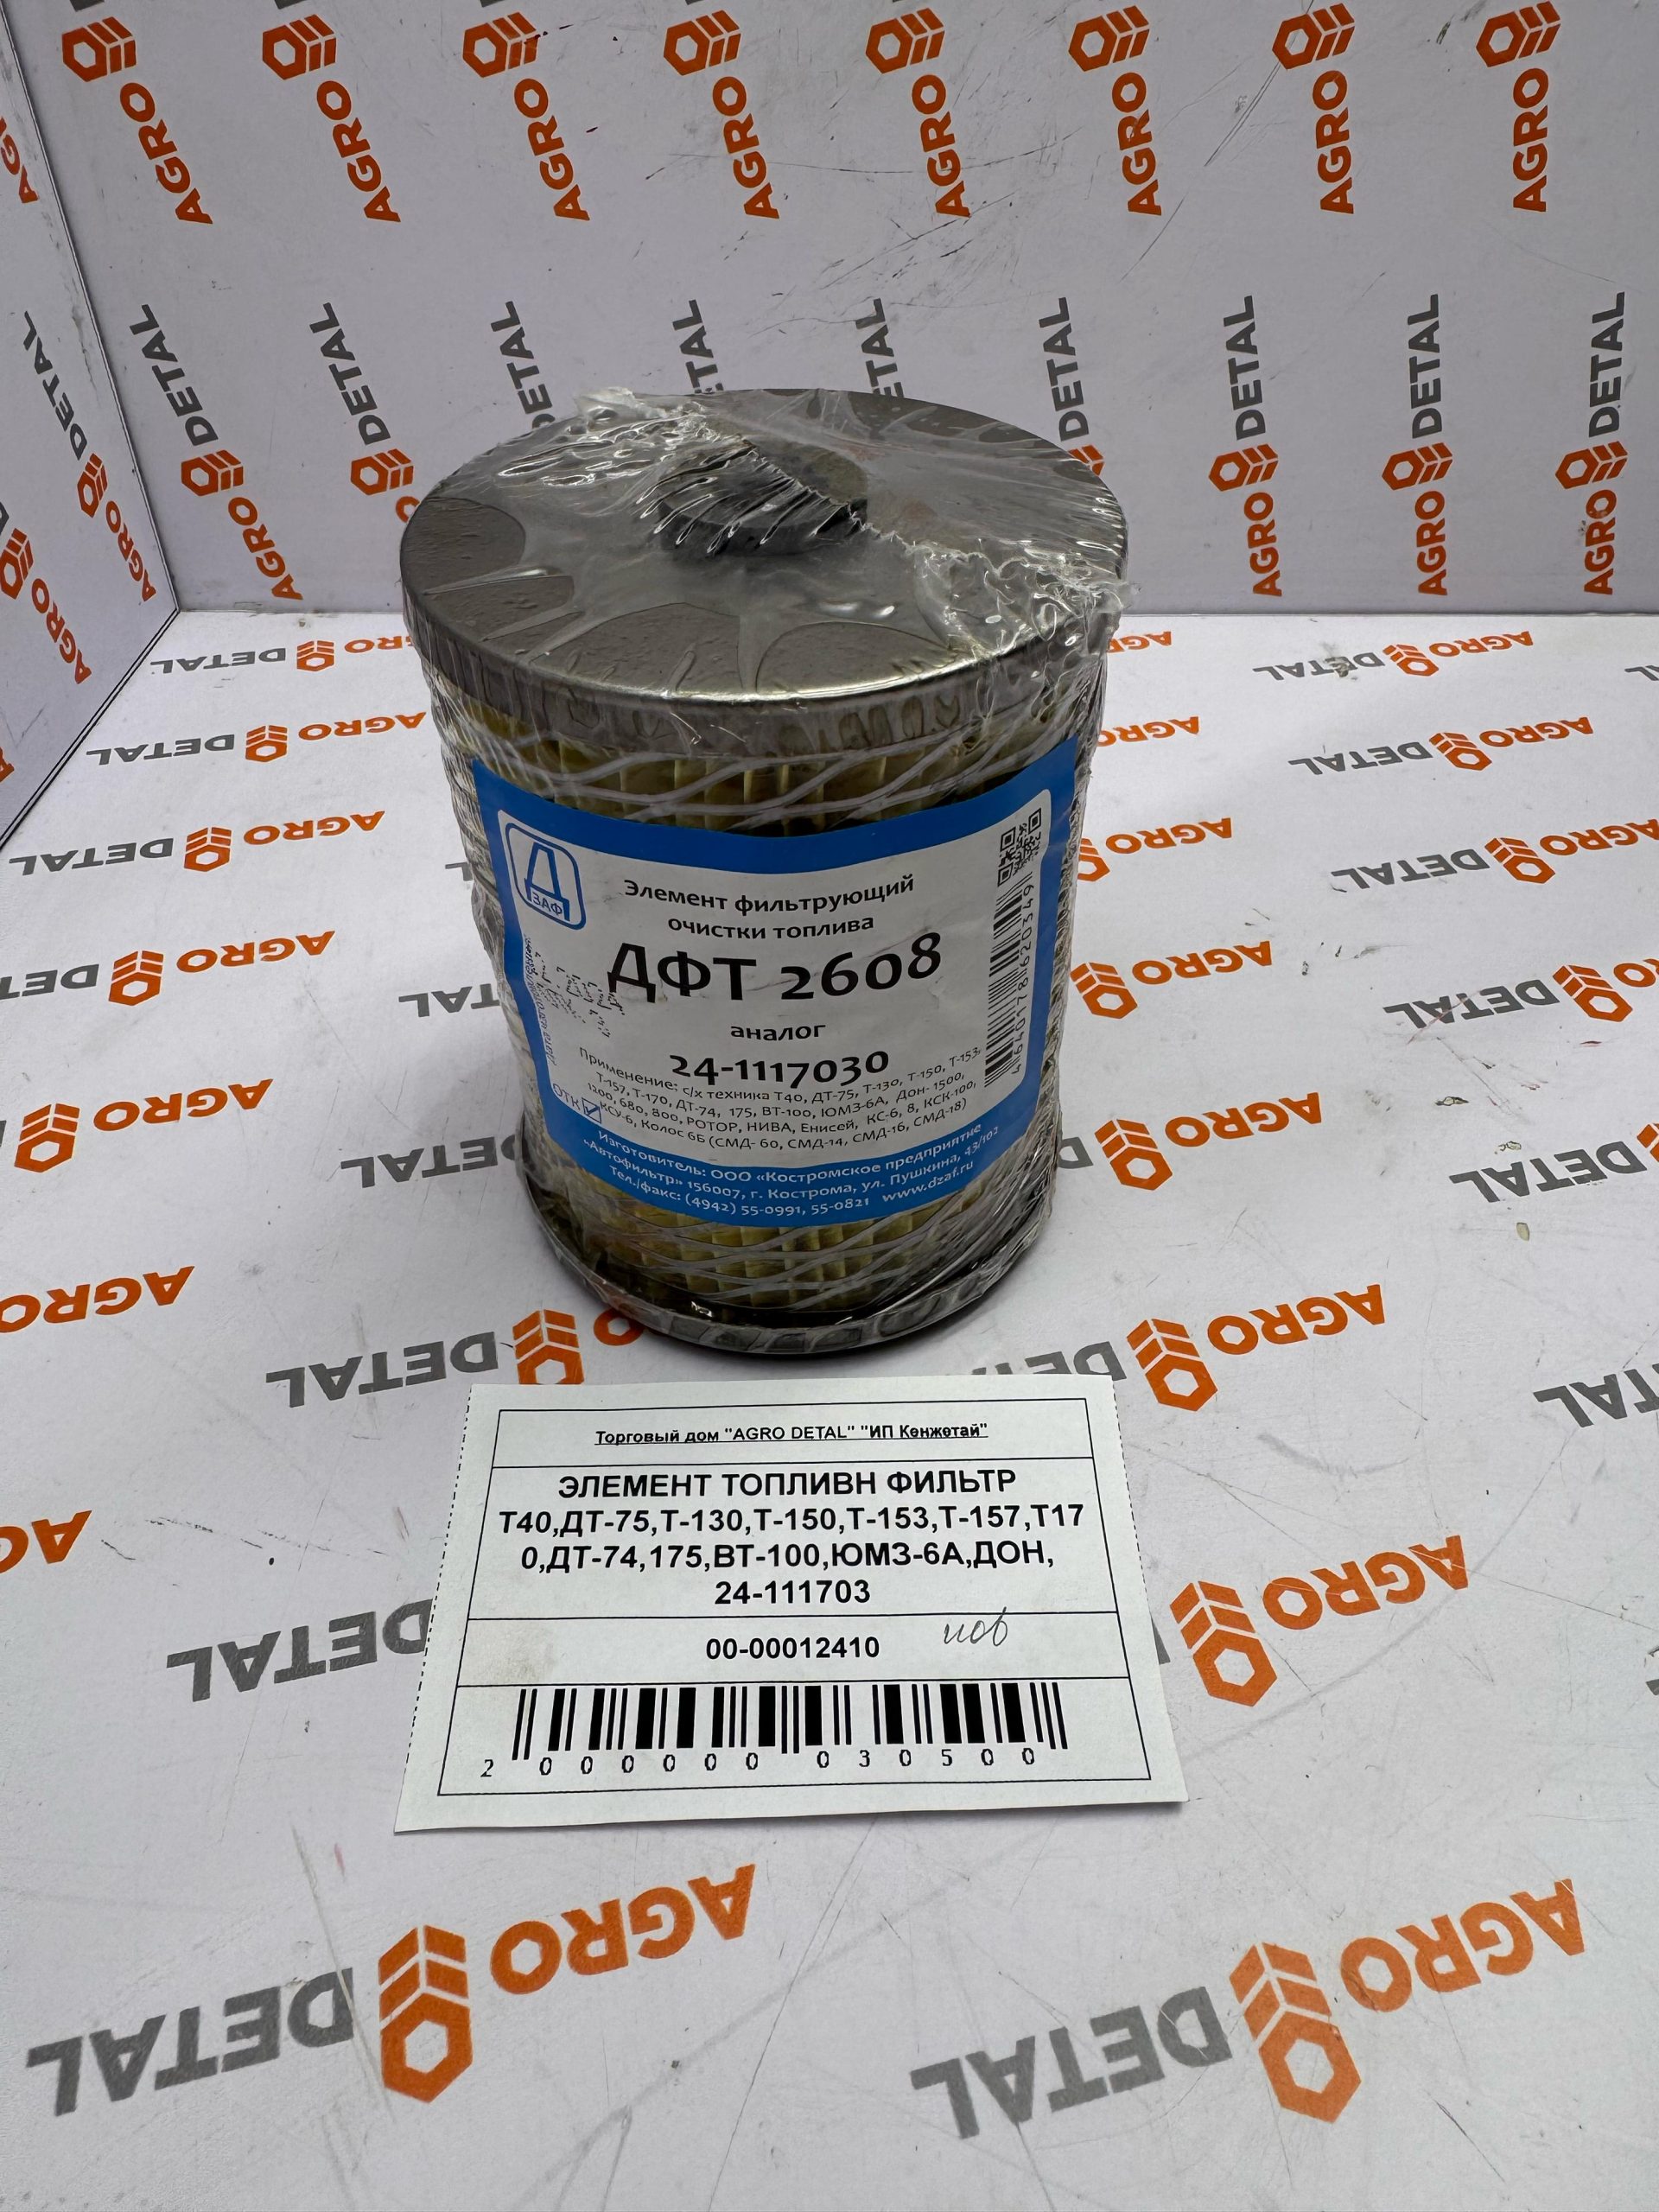 AGRO DETAL
Д
ЗАФ
Элемент фильтрующий
очистки топлива
ДФТ 2608
аналог
24-1117030
Применение: с/х техника Т40, ДТ-75, Т-130, Т-150, Т-153,
Т-157, Т-170, ДТ-74, 175, ВТ-100, ЮМЗ-6А, Дон- 1500,
1200, 680, 800, РОТОР, НИВА, Енисей, КС-6, 8, КСК-100,
КСУ-6, Колос 6Б (СМД- 60, СМД-14, СМД-16, СМД-18)
ОТК
Дата изготовления:
Изготовитель: ООО «Костромское предприятие
«Автофильтр» 156007, г. Кострома, ул. Пушкина, 43/102
Тел./факс: (4942) 55-0991, 55-0821 www.dzaf.ru
4640178620349
Торговый дом "AGRO DETAL" "ИП Кенжетай"
ЭЛЕМЕНТ ТОПЛИВН ФИЛЬТР
Т40,ДТ-75,Т-130,Т-150,Т-153,Т-157,Т17
0,ДТ-74,175,ВТ-100,ЮМЗ-6А,ДОН,
24-111703
00-00012410 нов
2 000000 030500